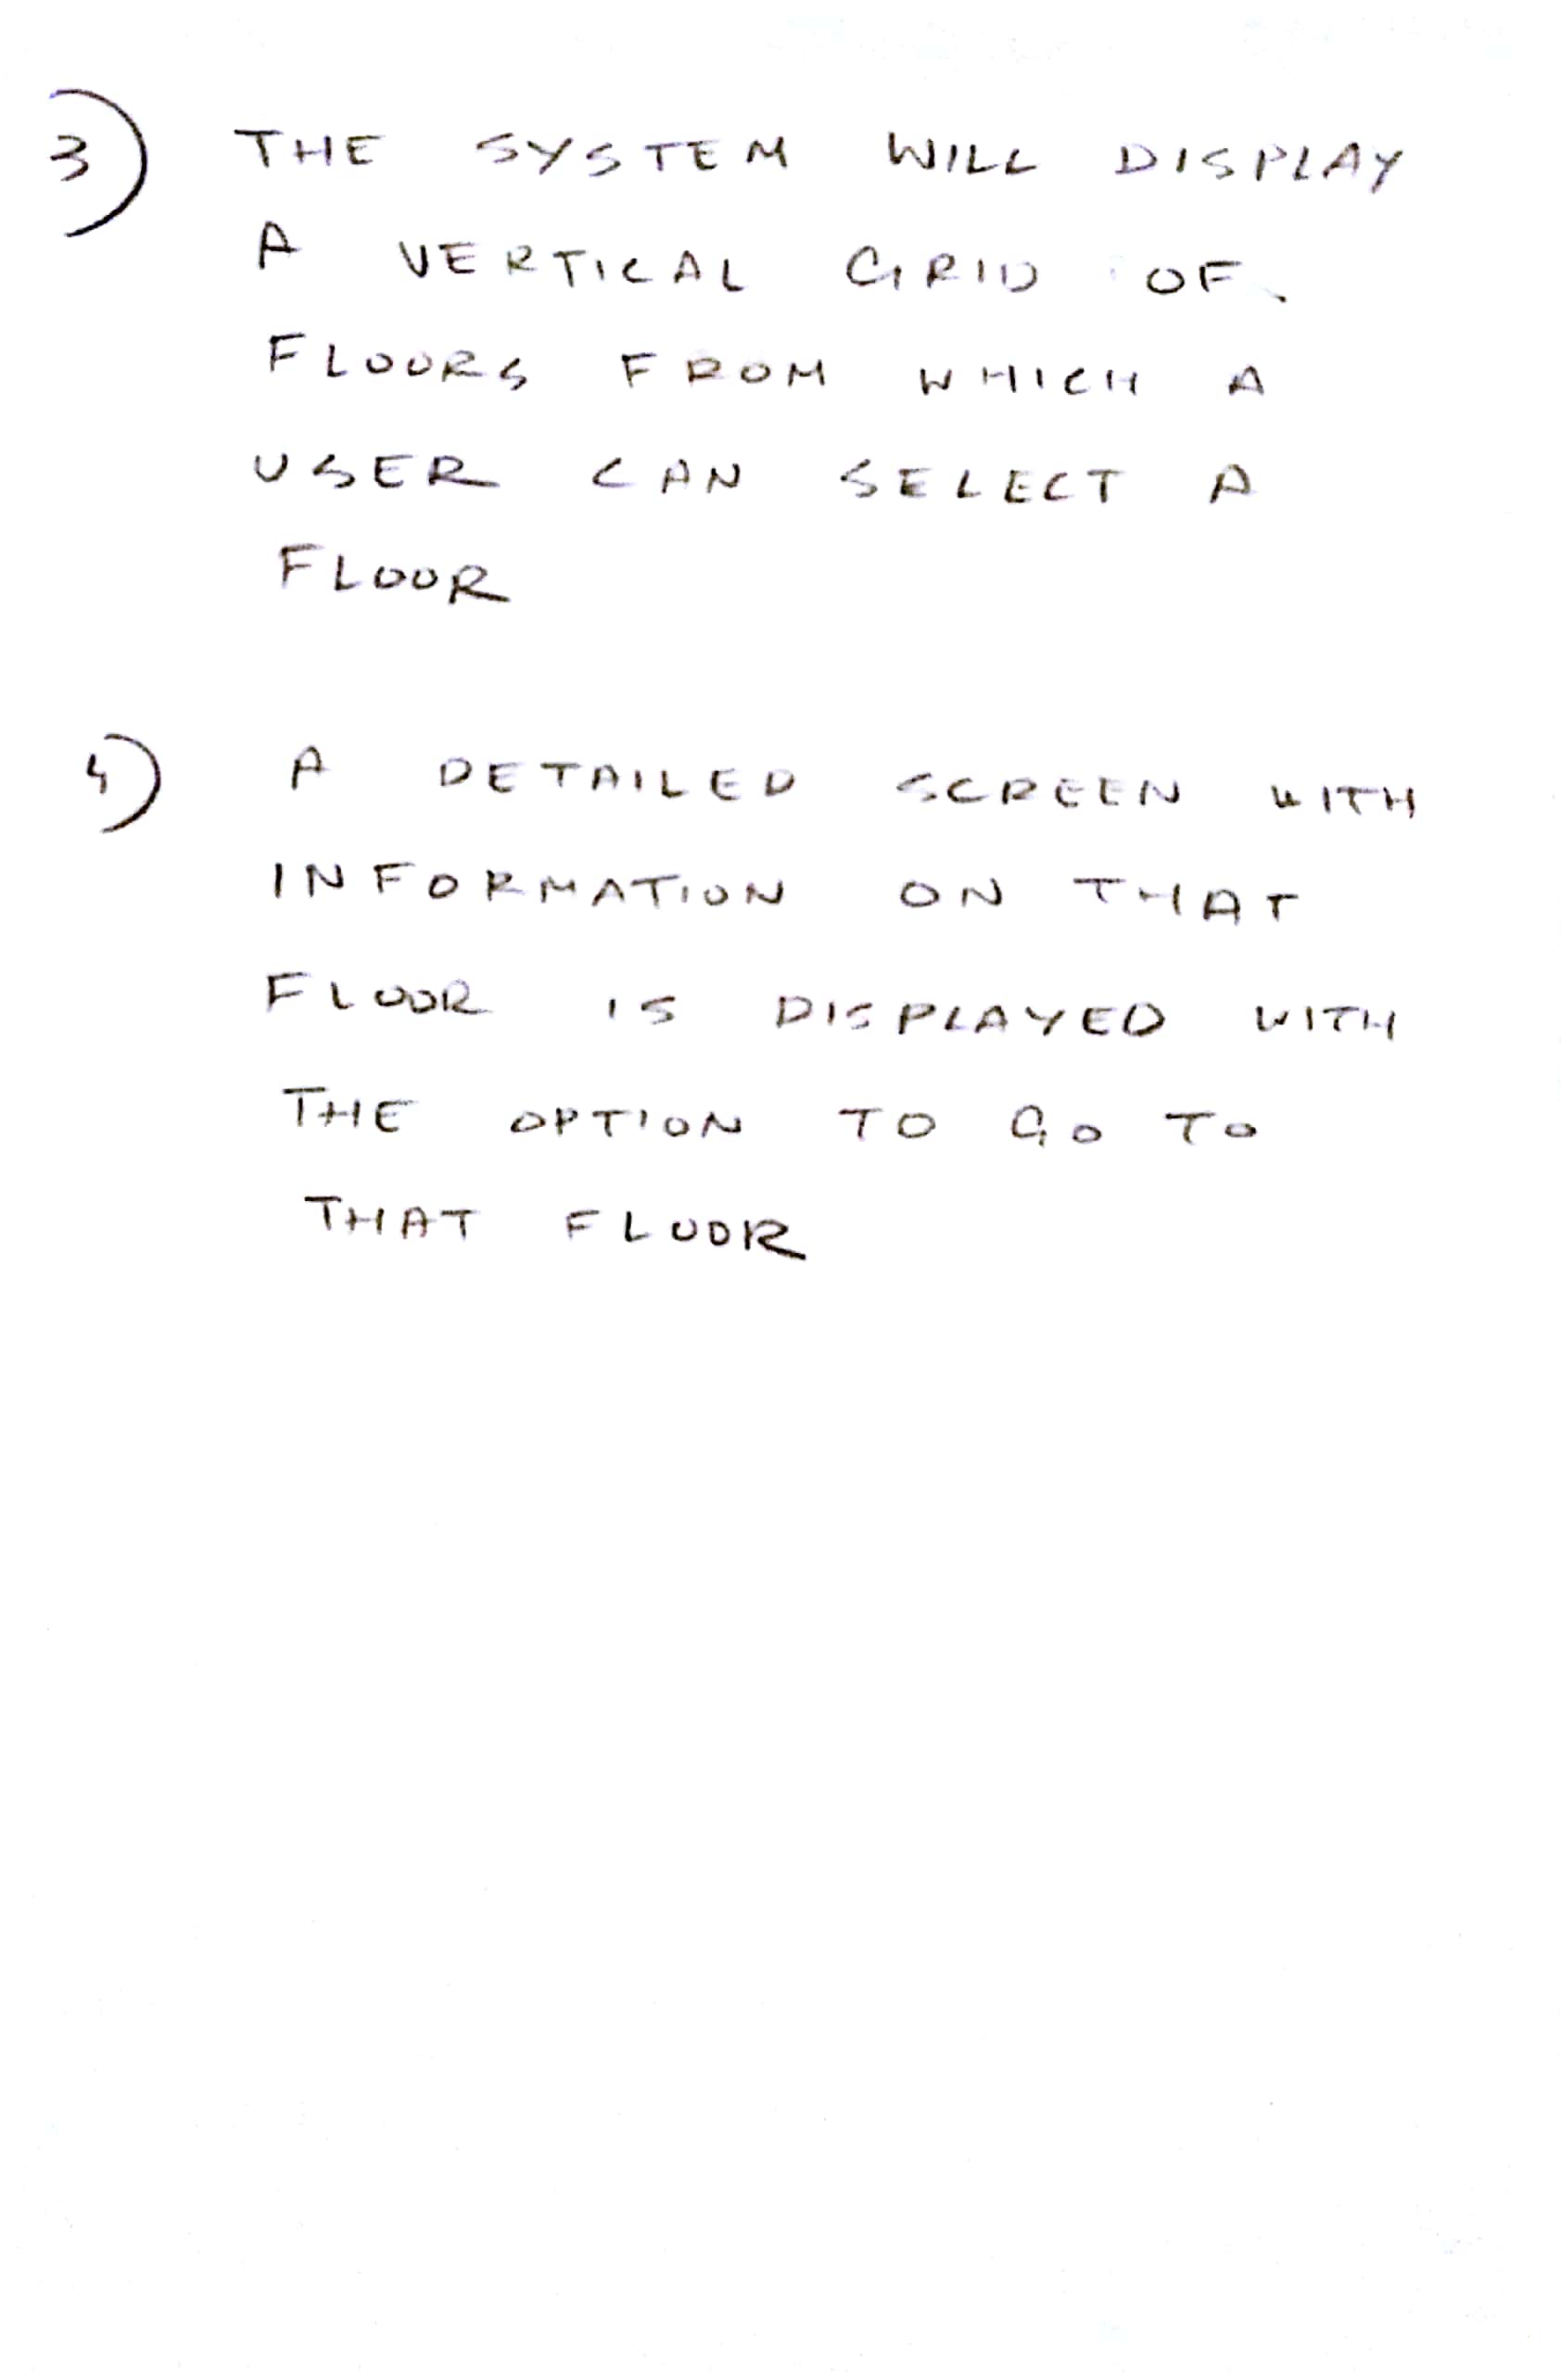 3) THE SYSTEM WILL DISPLAY
A VERTICAL GRID OF
FLOORS FROM WHICH A
USER CAN SELECT A
FLOOR
4) A DETAILED SCREEN WITH
INFORMATION ON THAT
FLOOR IS DISPLAYED WITH
THE OPTION TO GO TO
THAT FLOOR